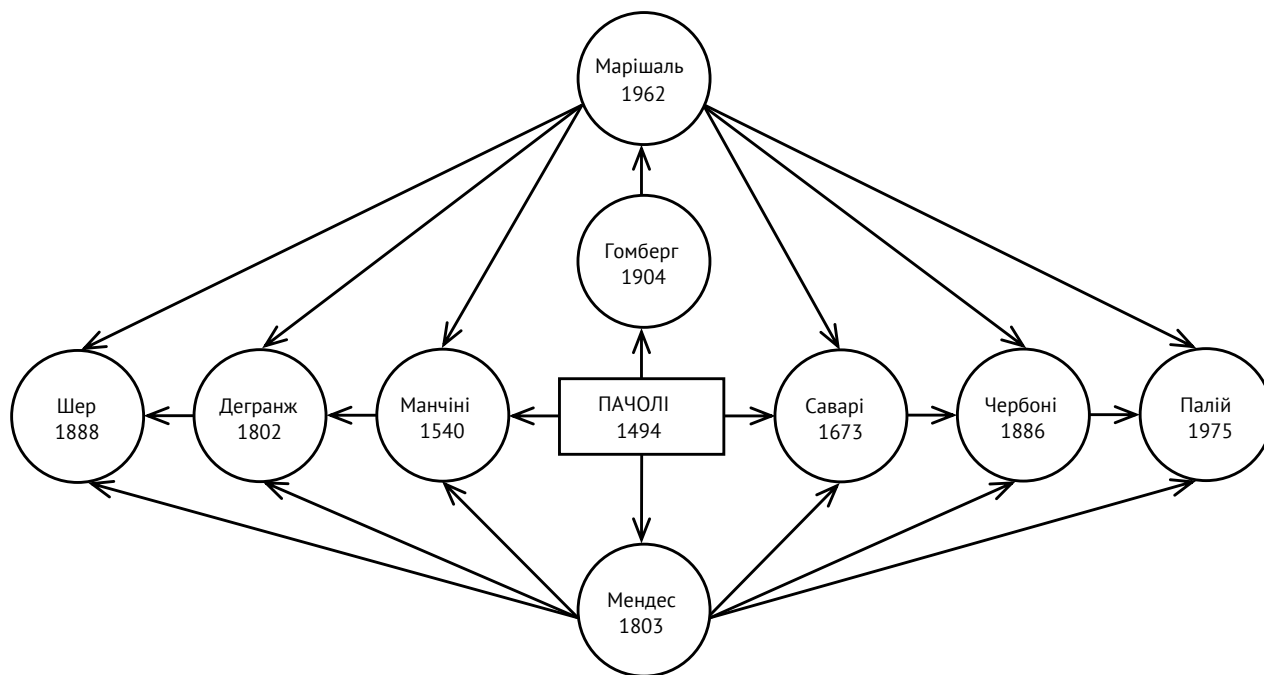 Марішаль
1962
Гомберг
1904
Шер
1888
Дегранж
1802
Манчіні
1540
ПАЧОЛІ
1494
Саварі
1673
Чербоні
1886
Палій
1975
Мендес
1803